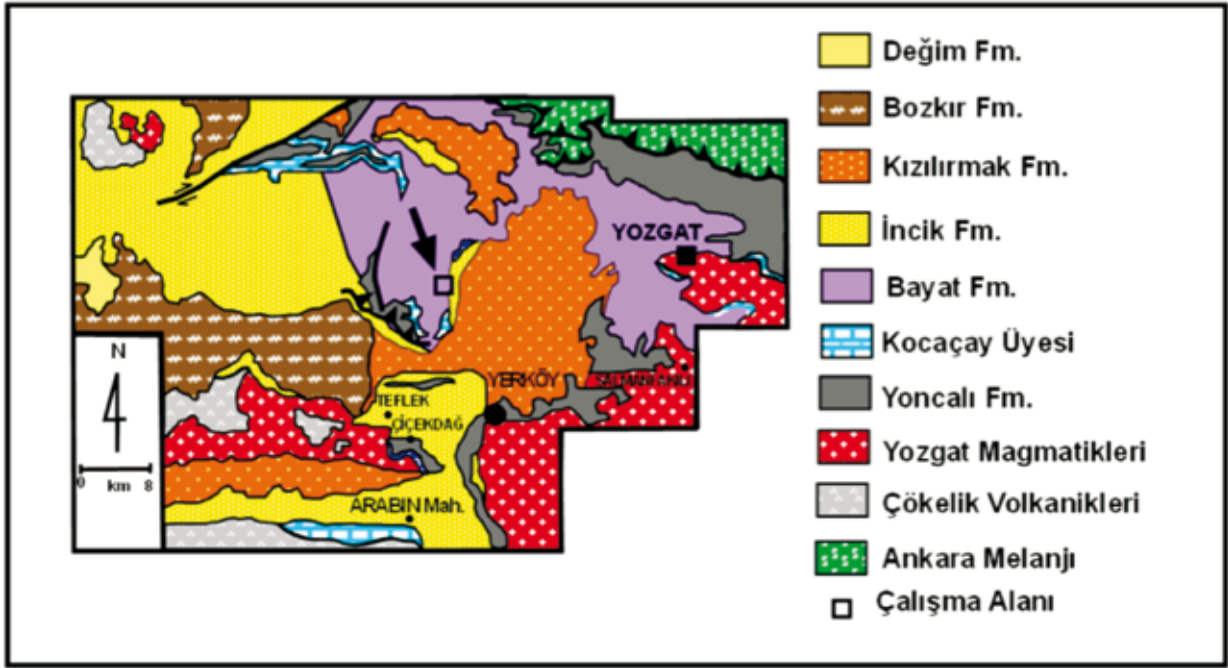 Değim Fm.
Bozkır Fm.
Kızılırmak Fm.
İncik Fm.
Bayat Fm.
Kocaçay Üyesi
Yoncalı Fm.
Yozgat Magmatikleri
Çökelik Volkanikleri
Ankara Melanjı
Çalışma Alanı
YOZGAT
N
YERKÖY
TEFLEK
ÇİÇEKDAĞ
0 km 8
ARABIN Mah.